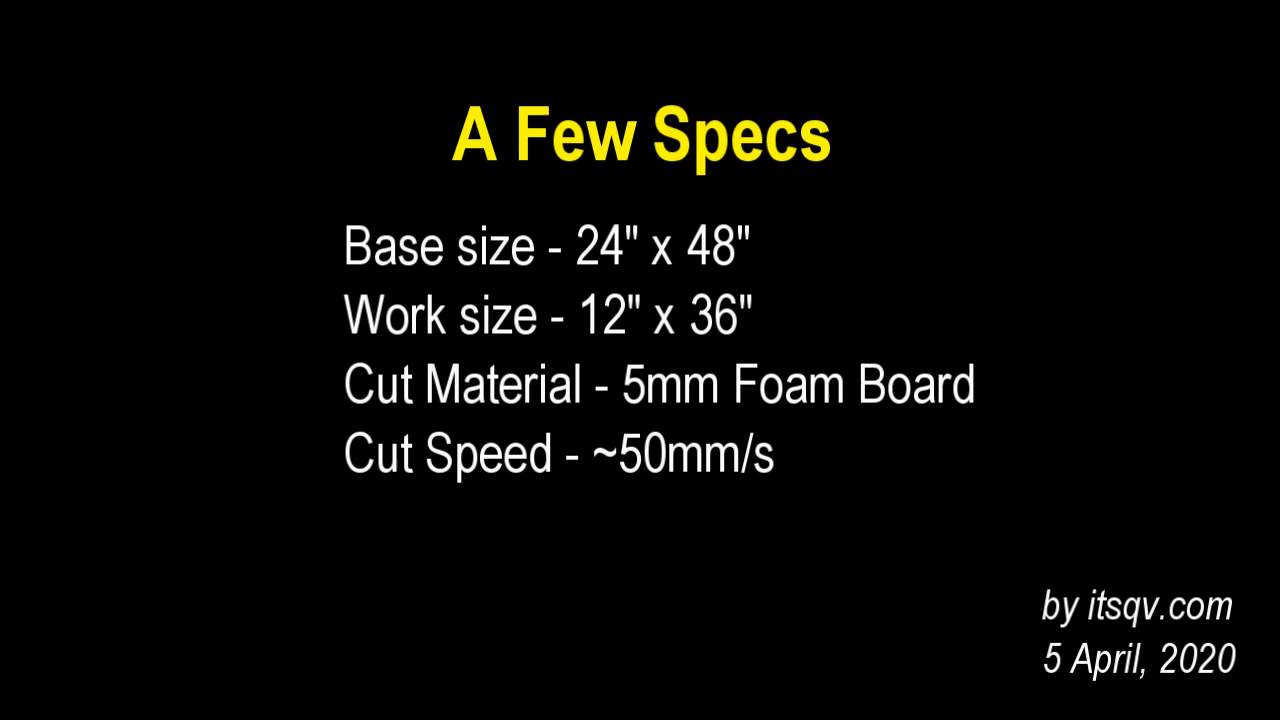 A Few Specs
Base size - 24" x 48"
Work size - 12" x 36"
Cut Material - 5mm Foam Board
Cut Speed - ~50mm/s
by itsqv.com
5 April, 2020